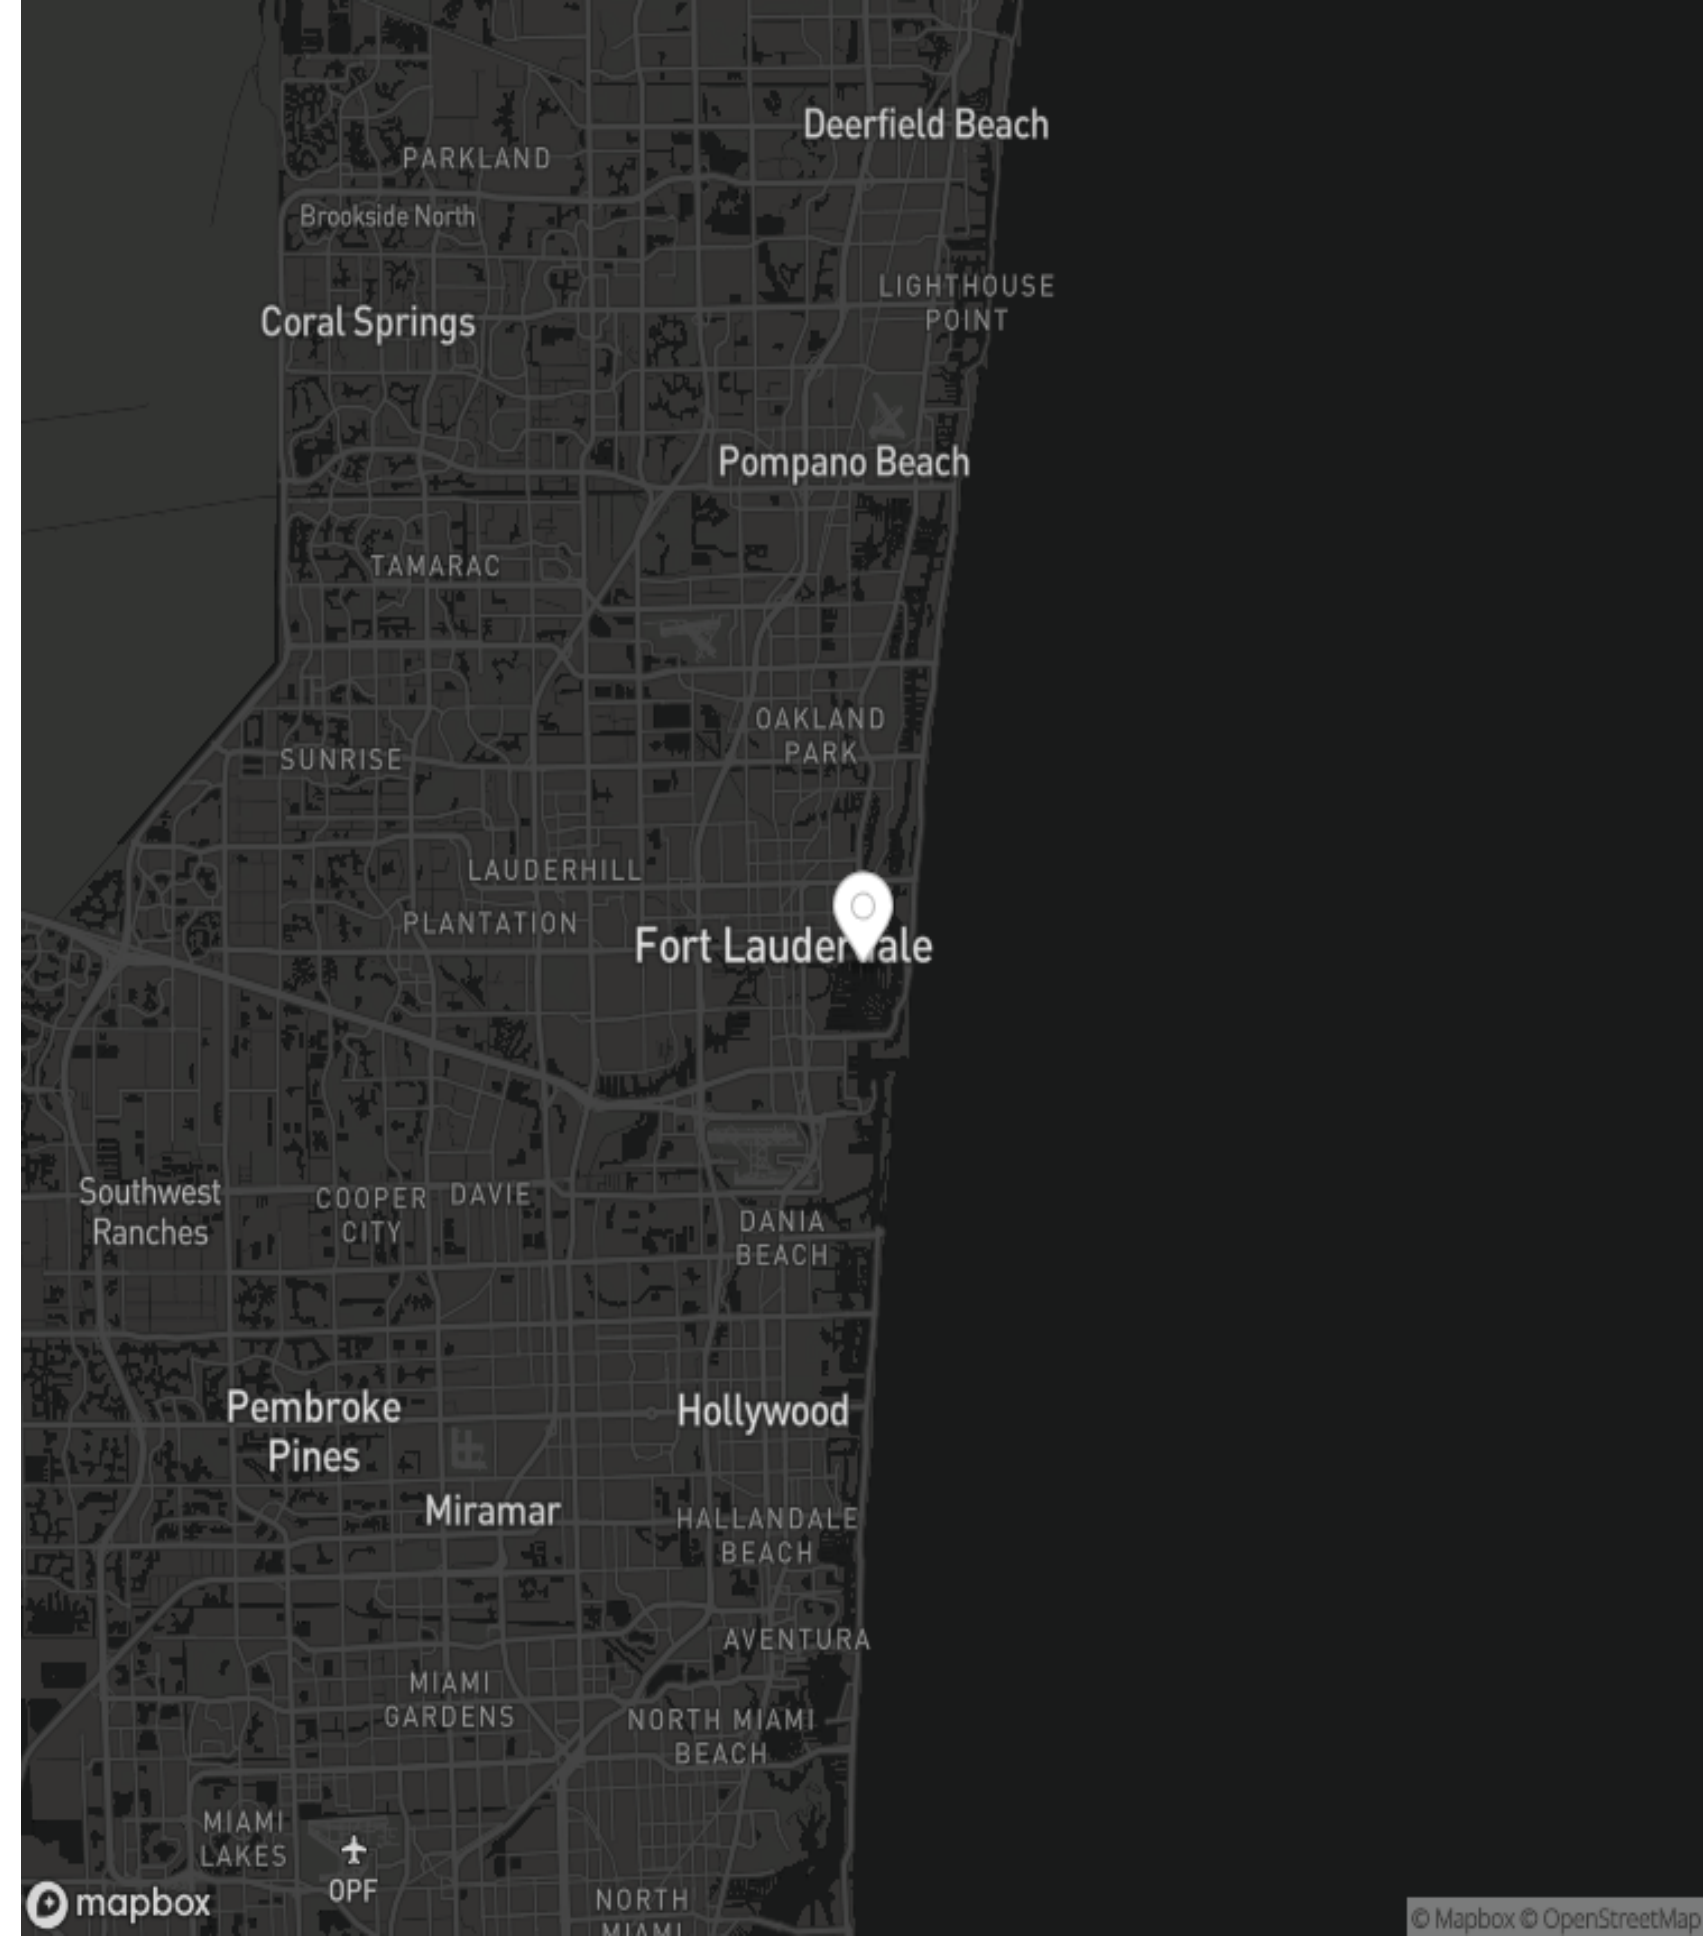 Deerfield Beach
PARKLAND
Brookside North
LIGHTHOUSE
POINT
Coral Springs
Pompano Beach
TAMARAC
OAKLAND
PARK
SUNRISE
LAUDERHILL
PLANTATION
Fort Lauderdale
Southwest
Ranches
COOPER
CITY
DAVIE
DANIA
BEACH
Pembroke
Pines
Hollywood
Miramar
HALLANDALE
BEACH
AVENTURA
MIAMI
GARDENS
NORTH MIAMI
BEACH
MIAMI
LAKES
OPF
NORTH
MIAMI
mapbox
© Mapbox © OpenStreetMap